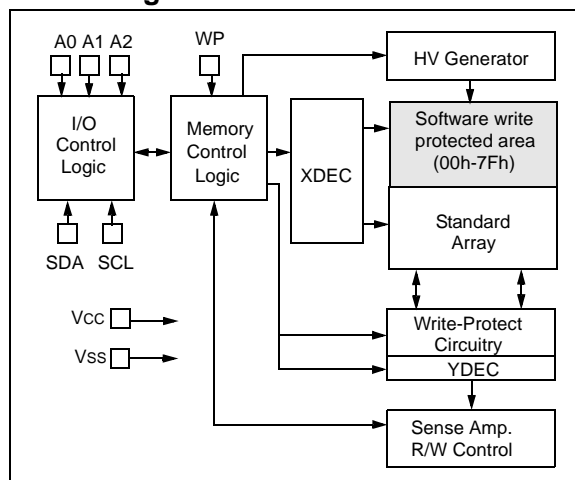 A0 A1 A2
WP
HV Generator
I/O
Control
Logic
Memory
Control
Logic
XDEC
Software write
protected area
(00h-7Fh)
Standard
Array
SDA SCL
VCC
VSS
Write-Protect
Circuitry
YDEC
Sense Amp.
R/W Control